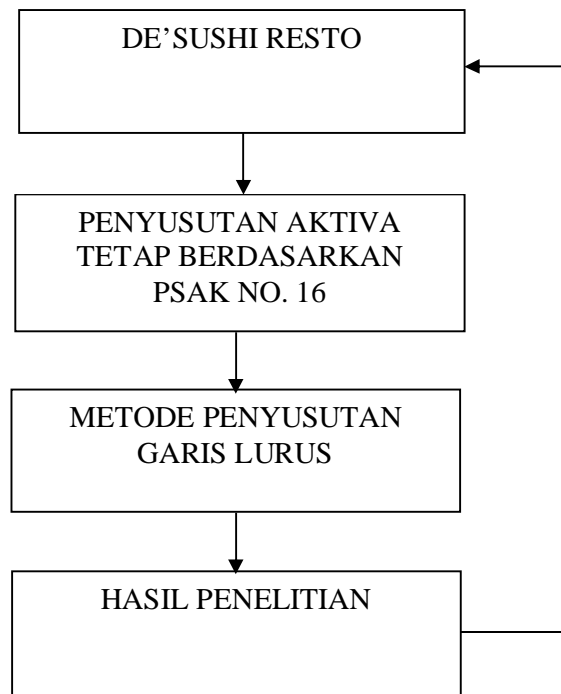 DE’SUSHI RESTO
PENYUSUTAN AKTIVA
TETAP BERDASARKAN
PSAK NO. 16
METODE PENYUSUTAN
GARIS LURUS
HASIL PENELITIAN